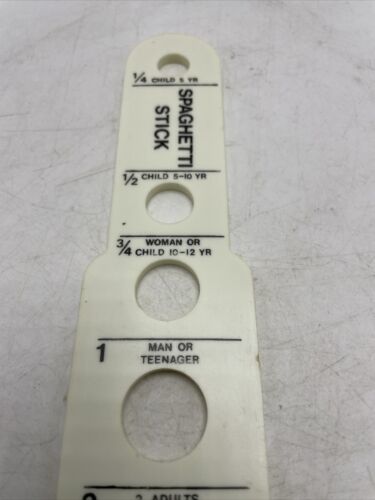 1/4 CHILD 5 YR
SPAGHETTI
STICK
1/2 CHILD 5-10 YR
WOMAN OR
3/4 CHILD 10-12 YR
1 MAN OR
TEENAGER
2 ADULTS